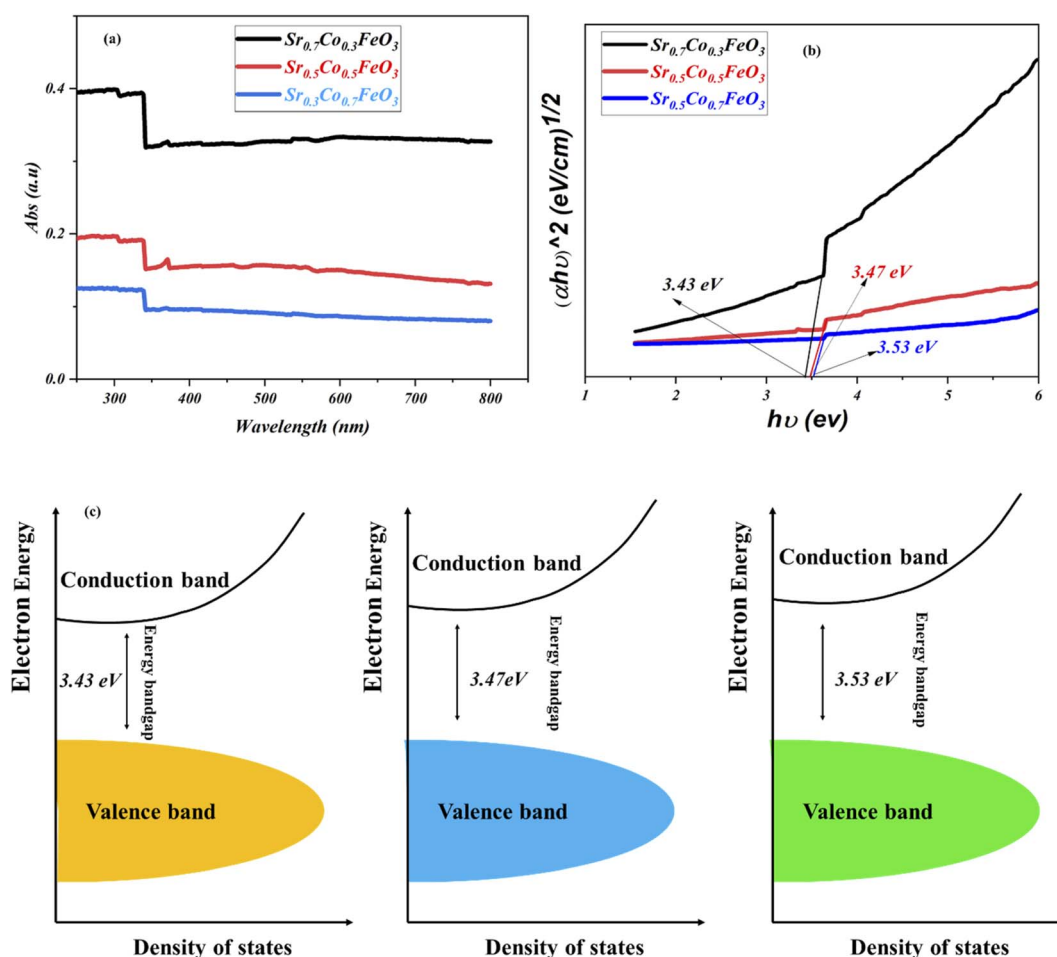 (a)
Sr0.7Co0.3FeO3
Sr0.5Co0.5FeO3
Sr0.3Co0.7FeO3
0.4
0.2
0.0
Abs (a.u)
300 400 500 600 700 800
Wavelength (nm)
(b)
Sr0.7Co0.3FeO3
Sr0.5Co0.5FeO3
Sr0.5Co0.7FeO3
(αhυ)^2 (eV/cm)1/2
3.43 eV
3.47 eV
3.53 eV
1 2 3 4 5 6
hυ (ev)
(c)
Electron Energy
Conduction band
3.43 eV
Energy bandgap
Valence band
Density of states
Electron Energy
Conduction band
3.47eV
Energy bandgap
Valence band
Density of states
Electron Energy
Conduction band
3.53 eV
Energy bandgap
Valence band
Density of states